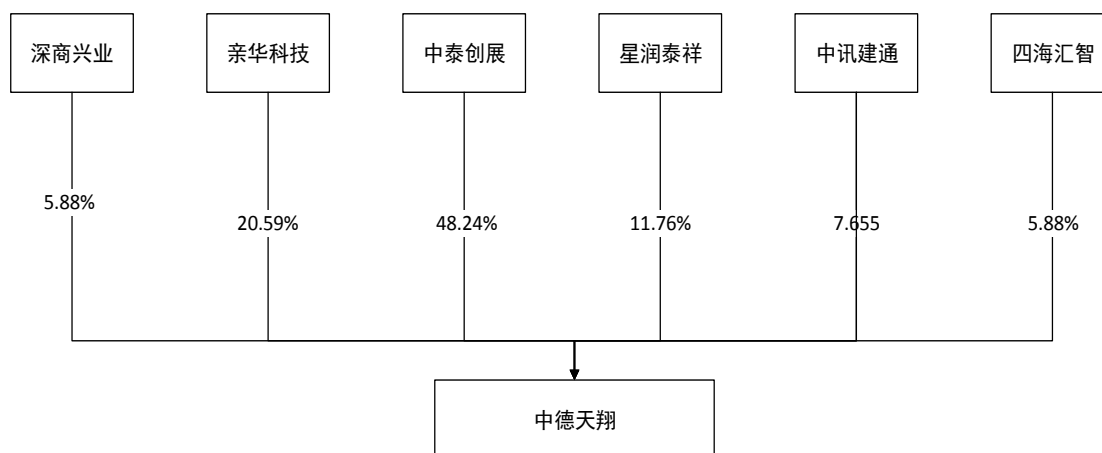 深商兴业
亲华科技
中泰创展
星润泰祥
中讯建通
四海汇智
5.88%
20.59%
48.24%
11.76%
7.655
5.88%
中德天翔